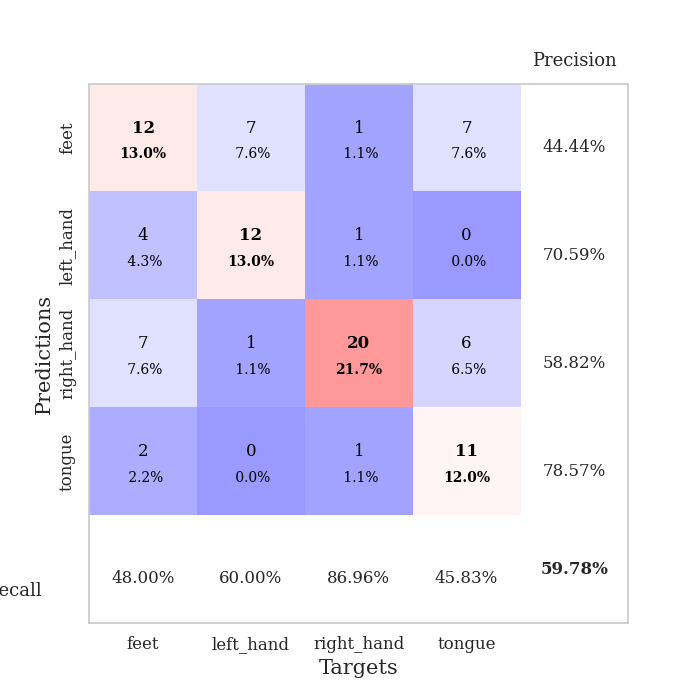 Precision
feet 12 7 1 7 44.44%
13.0% 7.6% 1.1% 7.6%
left_hand 4 12 1 0 70.59%
4.3% 13.0% 1.1% 0.0%
Predictions
right_hand 7 1 20 6 58.82%
7.6% 1.1% 21.7% 6.5%
tongue 2 0 1 11 78.57%
2.2% 0.0% 1.1% 12.0%
ecall 48.00% 60.00% 86.96% 45.83% 59.78%
feet left_hand right_hand tongue
Targets